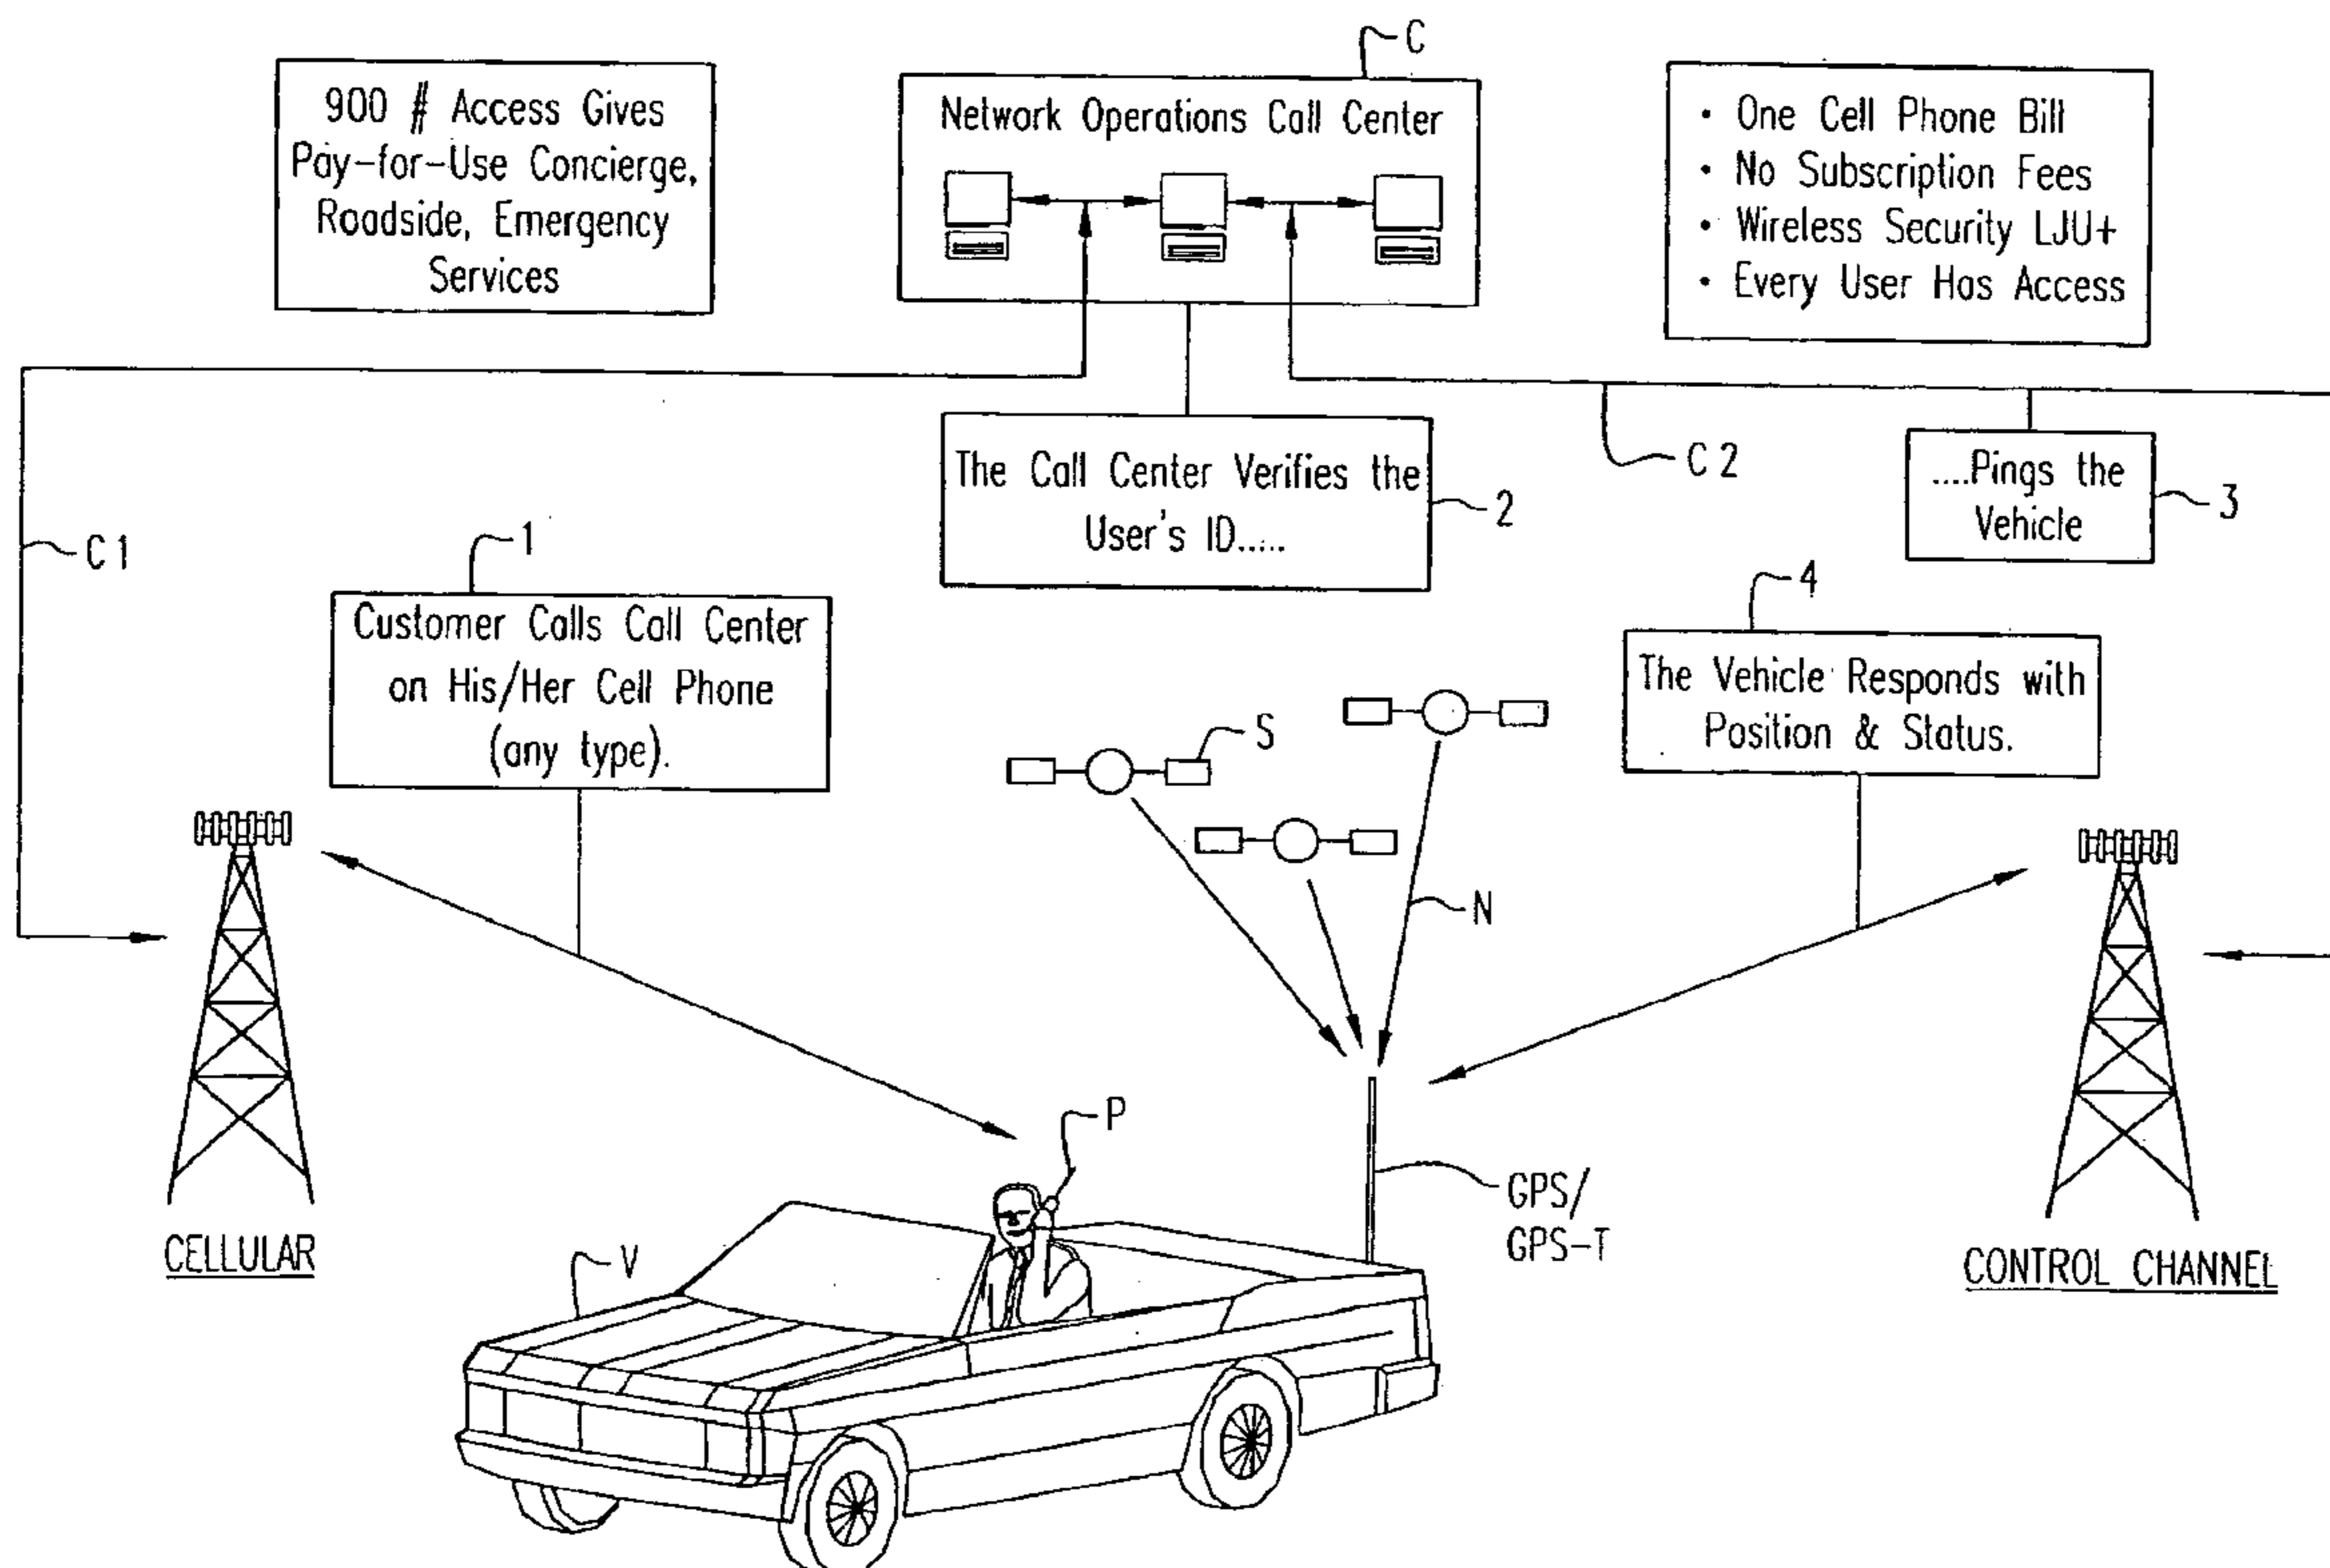 C
900 # Access Gives
Pay-for-Use Concierge,
Roadside, Emergency
Services
Network Operations Call Center
• One Cell Phone Bill
• No Subscription Fees
• Wireless Security LJU+
• Every User Has Access
C1
C2
The Call Center Verifies the
User's ID.....
2
....Pings the
Vehicle
3
1
Customer Calls Call Center
on His/Her Cell Phone
(any type).
4
The Vehicle Responds with
Position & Status.
S
N
P
GPS/
GPS-T
V
CELLULAR
CONTROL CHANNEL